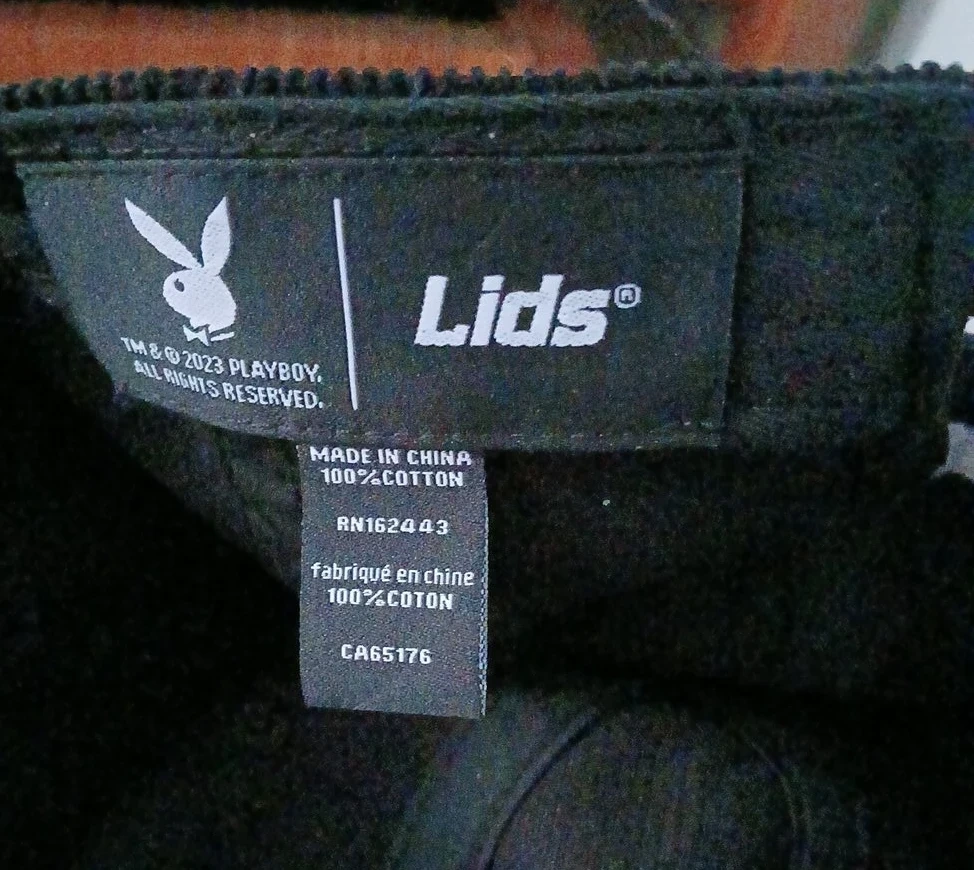 TM & © 2023 PLAYBOY.
ALL RIGHTS RESERVED.
Lids®
MADE IN CHINA
100%COTTON
RN162443
fabriqué en chine
100%COTON
CA65176